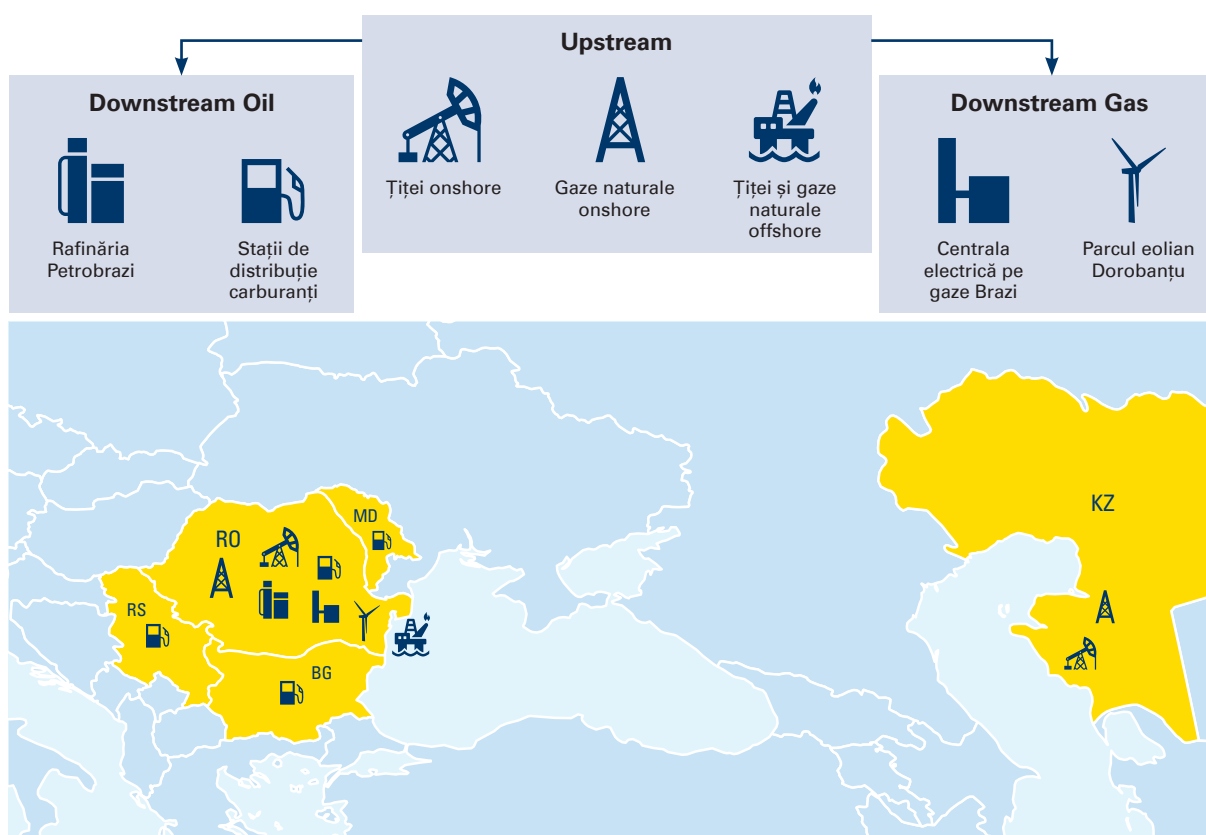 Upstream
Țiței onshore
Gaze naturale
onshore
Țiței și gaze
naturale
offshore
Downstream Oil
Rafinăria
Petrobrazi
Stații de
distribuție
carburanți
Downstream Gas
Centrala
electrică pe
gaze Brazi
Parcul eolian
Dorobanțu
KZ
MD
RO
RS
BG